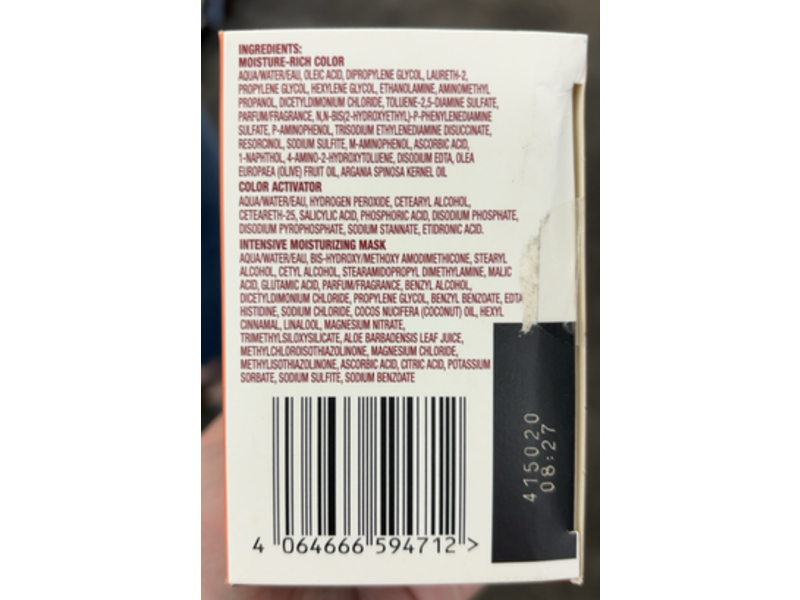 INGREDIENTS:
MOISTURE-RICH COLOR
AQUA/WATER/EAU, OLEIC ACID, DIPROPYLENE GLYCOL, LAURETH-2,
PROPYLENE GLYCOL, HEXYLENE GLYCOL, ETHANOLAMINE, AMINOMETHYL
PROPANOL, DICETYLDIMONIUM CHLORIDE, TOLUENE-2,5-DIAMINE SULFATE,
PARFUM/FRAGRANCE, N,N-BIS(2-HYDROXYETHYL)-P-PHENYLENEDIAMINE
SULFATE, P-AMINOPHENOL, TRISODIUM ETHYLENEDIAMINE DISUCCINATE,
RESORCINOL, SODIUM SULFITE, M-AMINOPHENOL, ASCORBIC ACID,
1-NAPHTHOL, 4-AMINO-2-HYDROXYTOLUENE, DISODIUM EDTA, OLEA
EUROPAEA (OLIVE) FRUIT OIL, ARGANIA SPINOSA KERNEL OIL
COLOR ACTIVATOR
AQUA/WATER/EAU, HYDROGEN PEROXIDE, CETEARYL ALCOHOL,
CETEARETH-25, SALICYLIC ACID, PHOSPHORIC ACID, DISODIUM PHOSPHATE,
DISODIUM PYROPHOSPHATE, SODIUM STANNATE, ETIDRONIC ACID.
INTENSIVE MOISTURIZING MASK
AQUA/WATER/EAU, BIS-HYDROXY/METHOXY AMODIMETHICONE, STEARYL
ALCOHOL, CETYL ALCOHOL, STEARAMIDOPROPYL DIMETHYLAMINE, MALIC
ACID, GLUTAMIC ACID, PARFUM/FRAGRANCE, BENZYL ALCOHOL,
DICETYLDIMONIUM CHLORIDE, PROPYLENE GLYCOL, BENZYL BENZOATE, EDTA
HISTIDINE, SODIUM CHLORIDE, COCOS NUCIFERA (COCONUT) OIL, HEXYL
CINNAMAL, LINALOOL, MAGNESIUM NITRATE,
TRIMETHYLSILOXYSILICATE, ALOE BARBADENSIS LEAF JUICE,
METHYLCHLOROISOTHIAZOLINONE, MAGNESIUM CHLORIDE,
METHYLISOTHIAZOLINONE, ASCORBIC ACID, CITRIC ACID, POTASSIUM
SORBATE, SODIUM SULFITE, SODIUM BENZOATE
415020
08:27
4 064666 594712 >